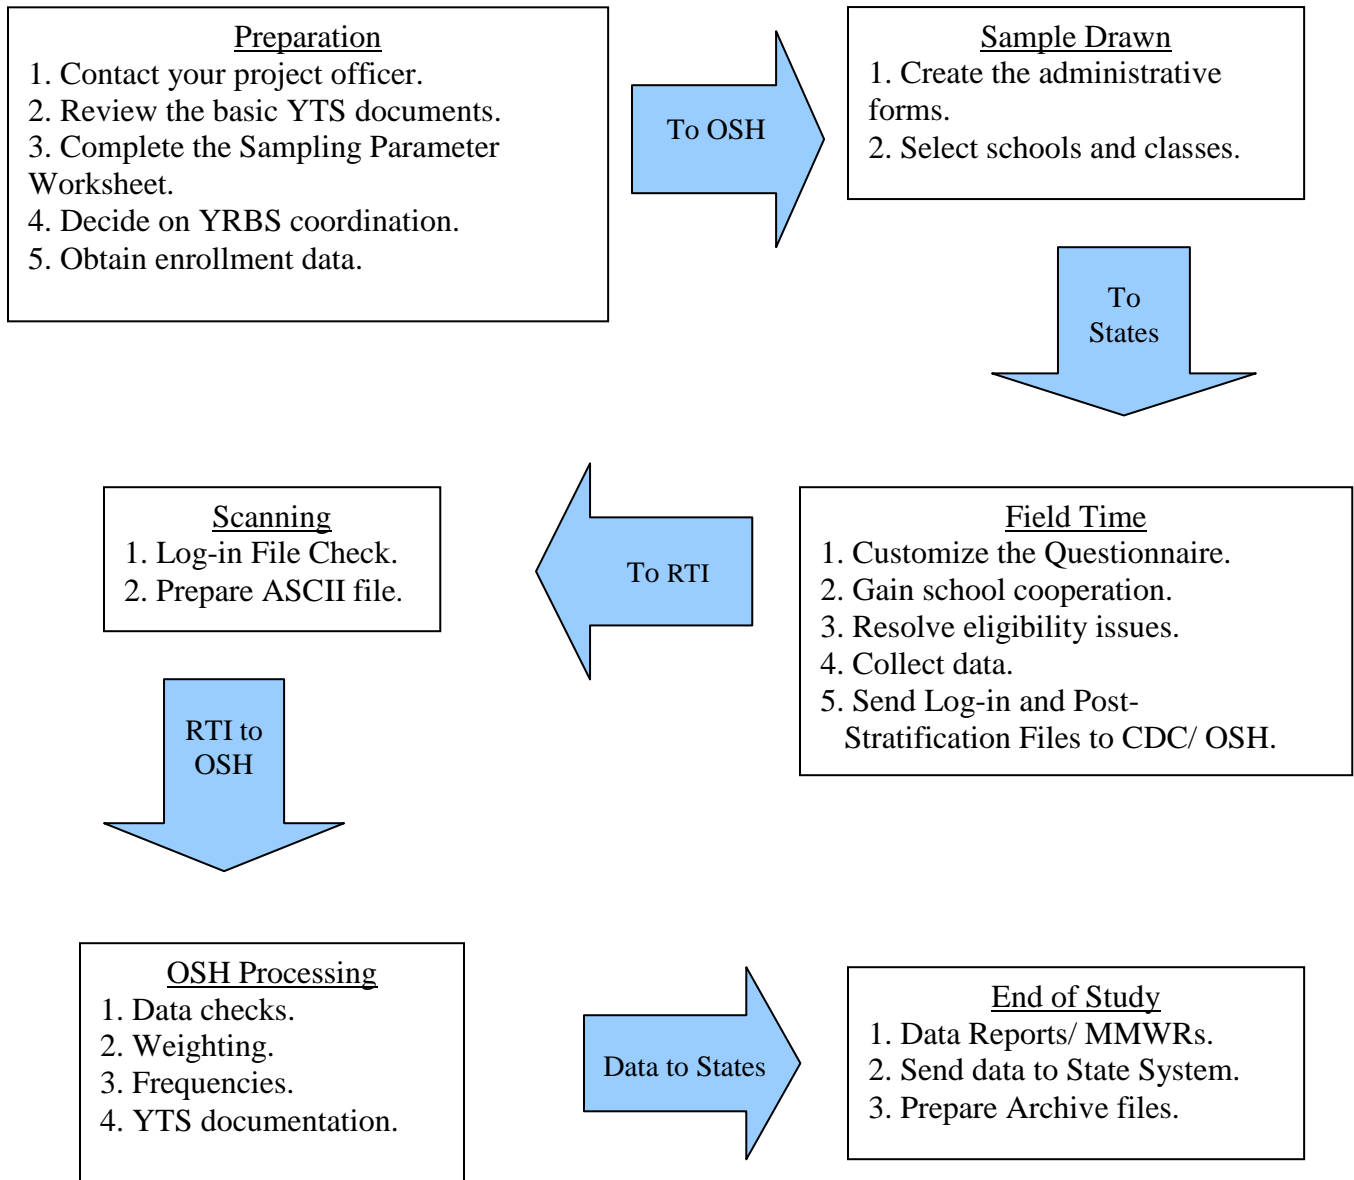 Preparation
1. Contact your project officer.
2. Review the basic YTS documents.
3. Complete the Sampling Parameter
Worksheet.
4. Decide on YRBS coordination.
5. Obtain enrollment data.
To OSH
Sample Drawn
1. Create the administrative
forms.
2. Select schools and classes.
To
States
Field Time
1. Customize the Questionnaire.
2. Gain school cooperation.
3. Resolve eligibility issues.
4. Collect data.
5. Send Log-in and Post-
Stratification Files to CDC/ OSH.
To RTI
Scanning
1. Log-in File Check.
2. Prepare ASCII file.
RTI to
OSH
OSH Processing
1. Data checks.
2. Weighting.
3. Frequencies.
4. YTS documentation.
Data to States
End of Study
1. Data Reports/ MMWRs.
2. Send data to State System.
3. Prepare Archive files.